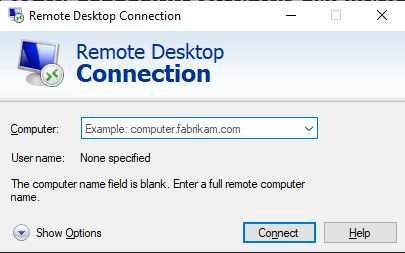 Remote Desktop Connection
Remote Desktop
Connection
Computer:
Example: computer.fabrikam.com
User name:
None specified
The computer name field is blank. Enter a full remote computer
name.
Show Options
Connect
Help